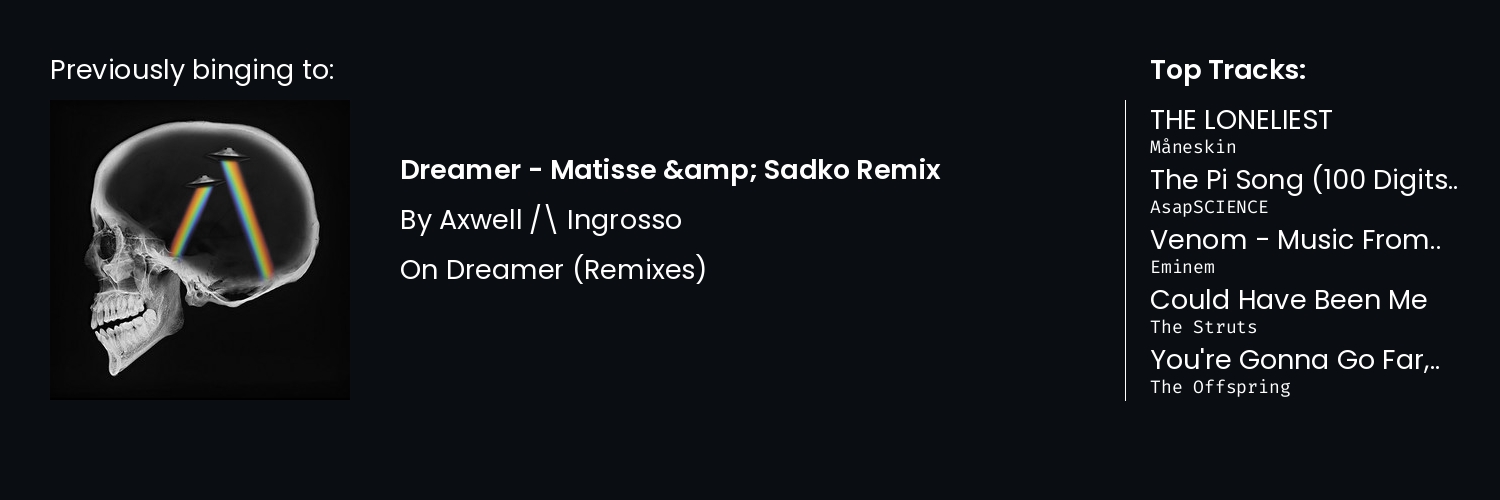 Previously binging to:
Dreamer - Matisse &amp; Sadko Remix
By Axwell /\ Ingrosso
On Dreamer (Remixes)
Top Tracks:
THE LONELIEST
Måneskin
The Pi Song (100 Digits..
AsapSCIENCE
Venom - Music From..
Eminem
Could Have Been Me
The Struts
You're Gonna Go Far,..
The Offspring